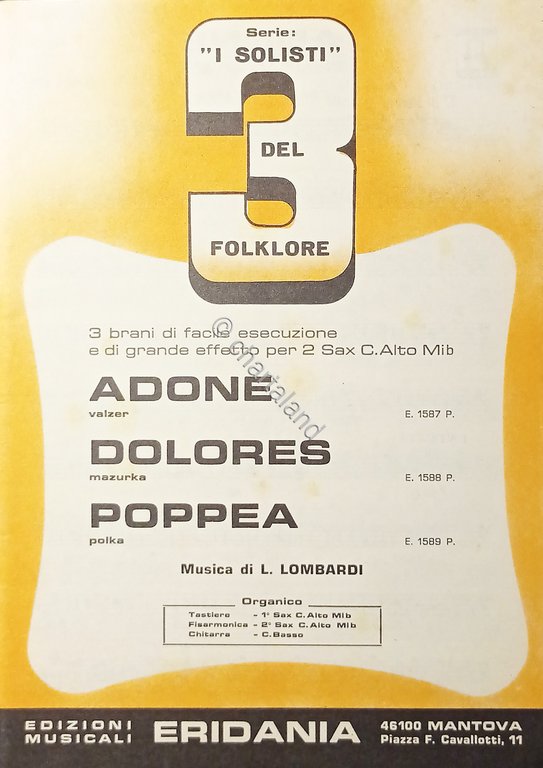 Serie:
"I SOLISTI"
3
DEL
FOLKLORE
3 brani di facile esecuzione
e di grande effetto per 2 Sax C.Alto Mib
ADONE
valzer E. 1587 P.
DOLORES
mazurka E. 1588 P.
POPPEA
polka E. 1589 P.
Musica di L. LOMBARDI
Organico
Tastiere - 1° Sax C.Alto Mib
Fisarmonica - 2° Sax C.Alto Mib
Chitarra - C.Basso
EDIZIONI MUSICALI ERIDANIA 46100 MANTOVA
Piazza F. Cavallotti, 11
© chartaland